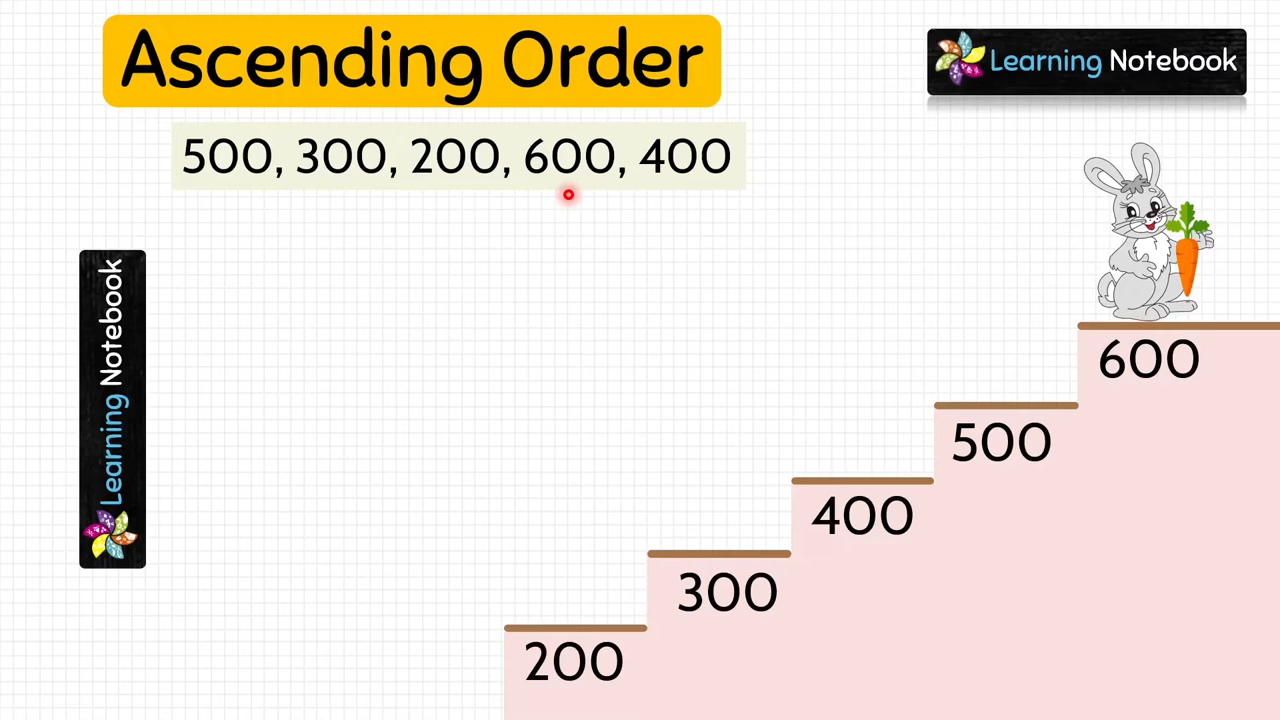 Ascending Order
Learning Notebook
500, 300, 200, 600, 400
Learning Notebook
600
500
400
300
200